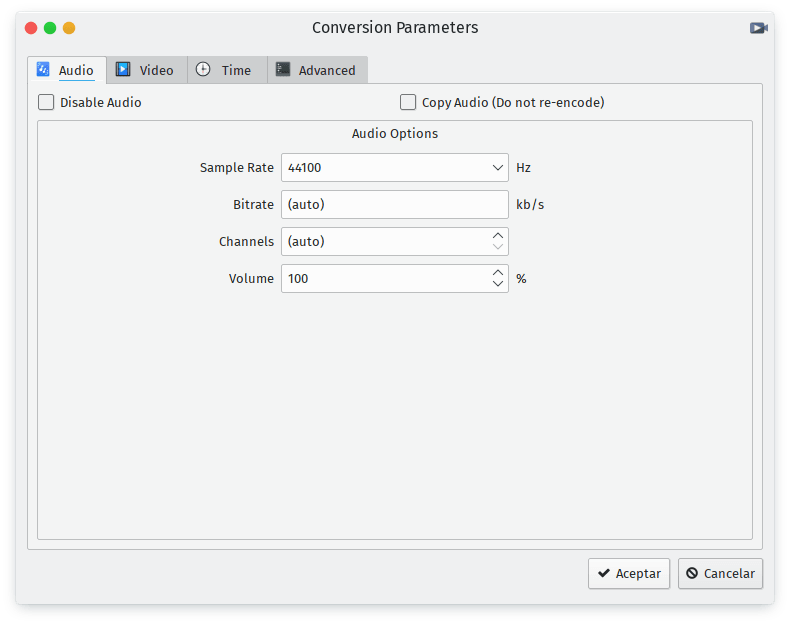 Conversion Parameters
Audio Video Time Advanced
Disable Audio Copy Audio (Do not re-encode)
Audio Options
Sample Rate 44100 Hz
Bitrate (auto) kb/s
Channels (auto)
Volume 100 %
Aceptar Cancelar